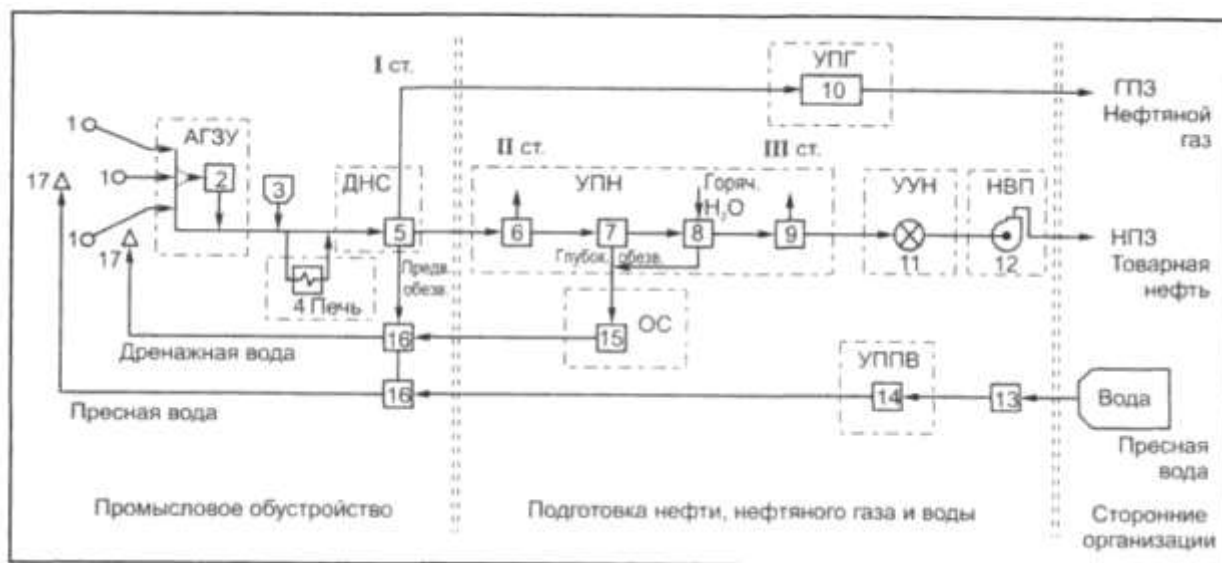 I ст.
УПГ
10
ГПЗ
Нефтяной
газ
1
АГЗУ
II ст.
III ст.
17
1
2
3
ДНС
УПН
Горяч.
H₂O
УУН
НВП
1
5
6
7
8
9
НПЗ
17
Предв.
обезв.
Глубок. обезв.
11
12
Товарная
нефть
4 Печь
16
15
ОС
Дренажная вода
УППВ
16
14
13
Вода
Пресная вода
Пресная
вода
Промысловое обустройство
Подготовка нефти, нефтяного газа и воды
Сторонние
организации